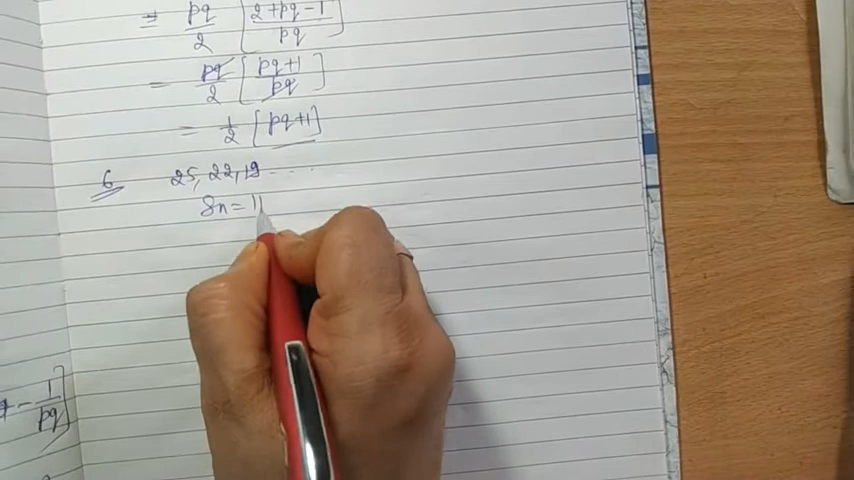 = pq/2 [2+pq-1/pq]
= pq/2 [pq+1/pq]
= 1/2 [pq+1]
6 25, 22, 19 ....
Sn = 11
- 1/pq]